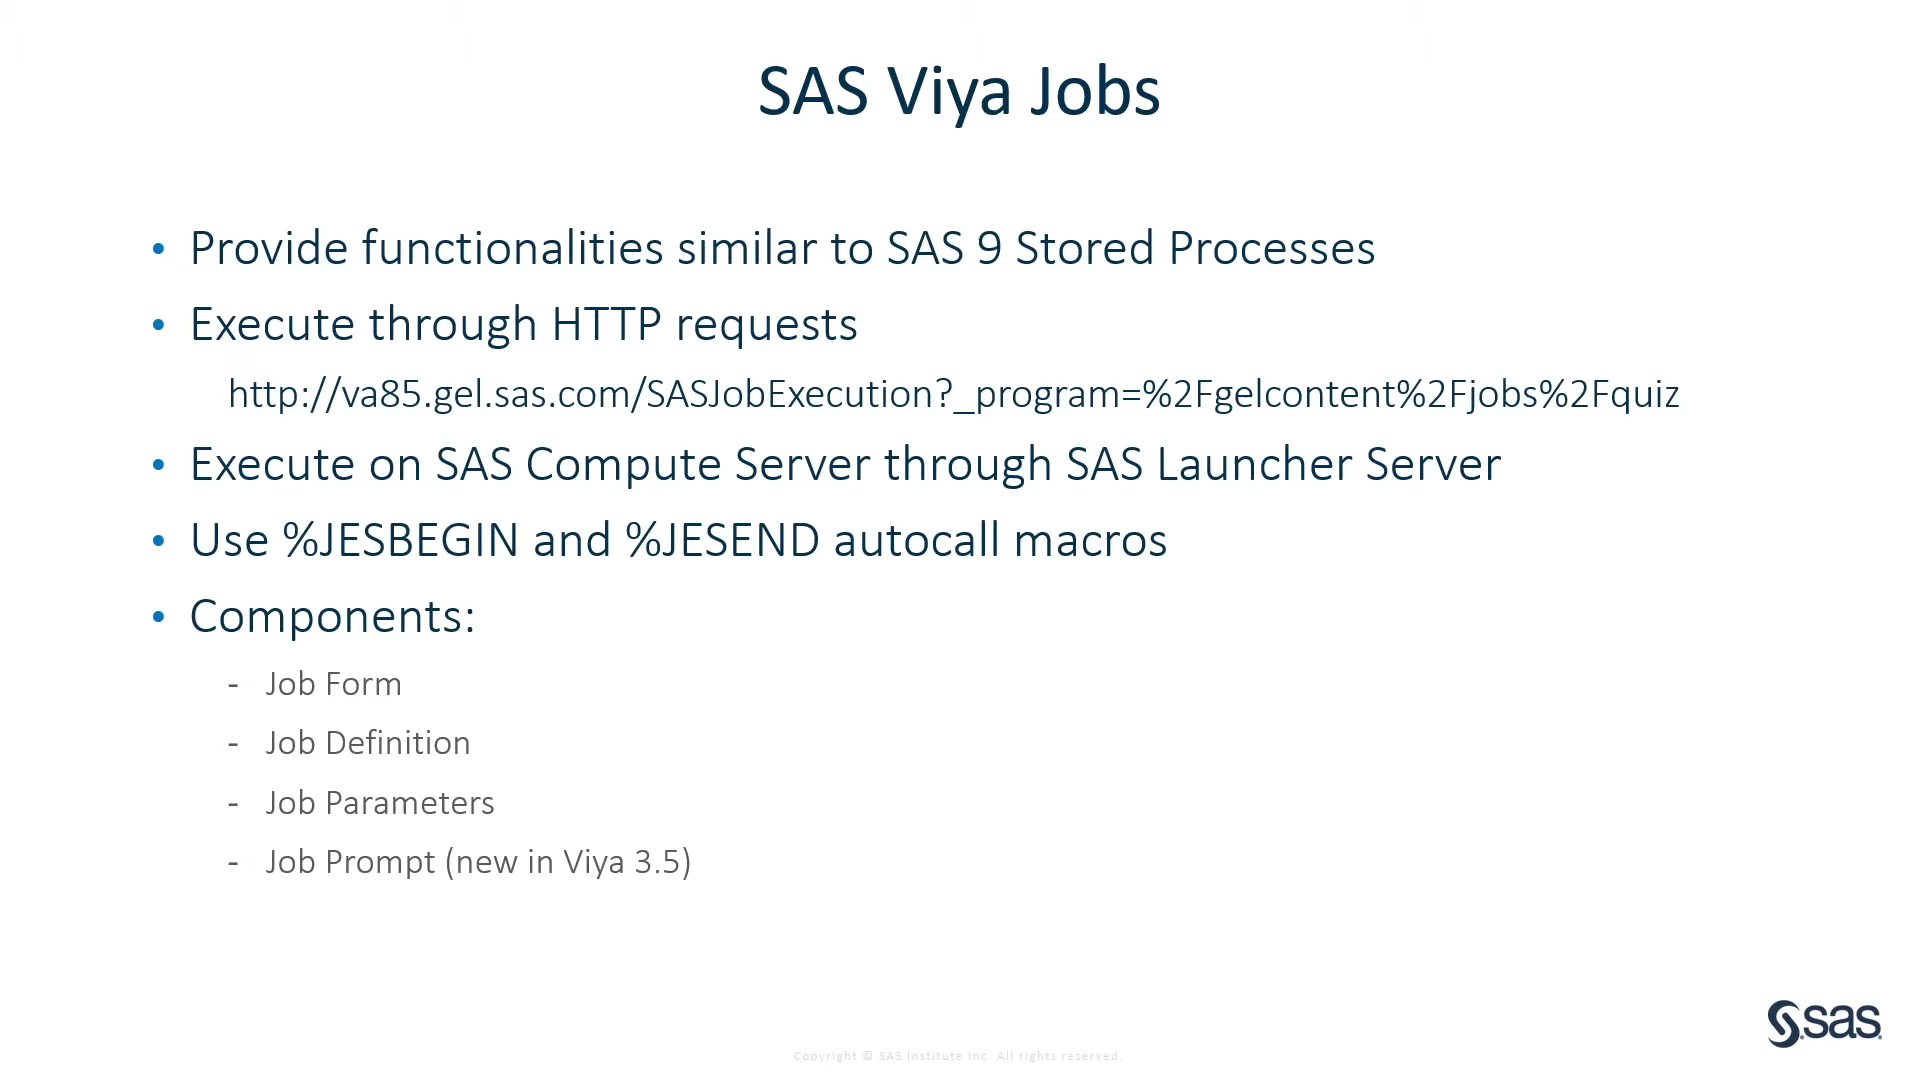 SAS Viya Jobs
• Provide functionalities similar to SAS 9 Stored Processes
• Execute through HTTP requests
http://va85.gel.sas.com/SASJobExecution?_program=%2Fgelcontent%2Fjobs%2Fquiz
• Execute on SAS Compute Server through SAS Launcher Server
• Use %JESBEGIN and %JESEND autocall macros
• Components:
- Job Form
- Job Definition
- Job Parameters
- Job Prompt (new in Viya 3.5)
sas
Copyright © SAS Institute Inc. All rights reserved.